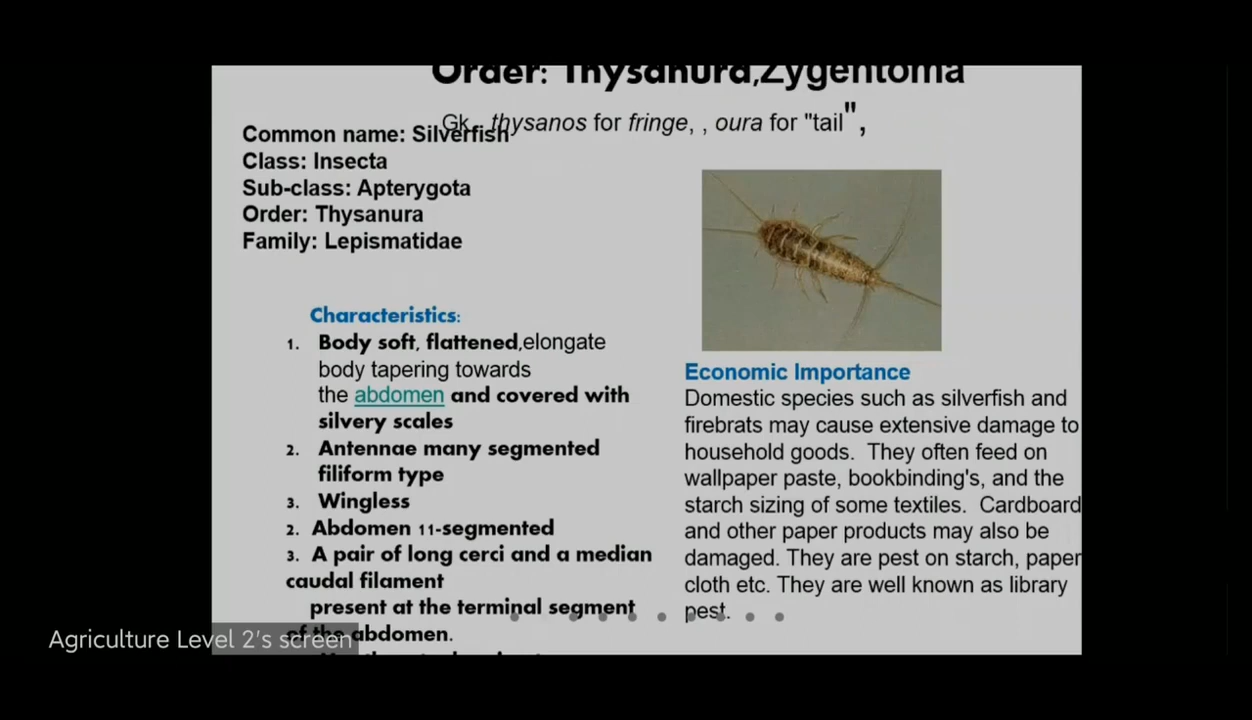 Order: Thysanura,Zygentoma
Gk., thysanos for fringe, , oura for "tail",
Common name: Silverfish
Class: Insecta
Sub-class: Apterygota
Order: Thysanura
Family: Lepismatidae
Characteristics:
1. Body soft, flattened,elongate
body tapering towards
the abdomen and covered with
silvery scales
2. Antennae many segmented
filiform type
3. Wingless
2. Abdomen 11-segmented
3. A pair of long cerci and a median
caudal filament
present at the terminal segment
of the abdomen.
Economic Importance
Domestic species such as silverfish and
firebrats may cause extensive damage to
household goods. They often feed on
wallpaper paste, bookbinding's, and the
starch sizing of some textiles. Cardboard
and other paper products may also be
damaged. They are pest on starch, paper
cloth etc. They are well known as library
pest.
Agriculture Level 2's screen